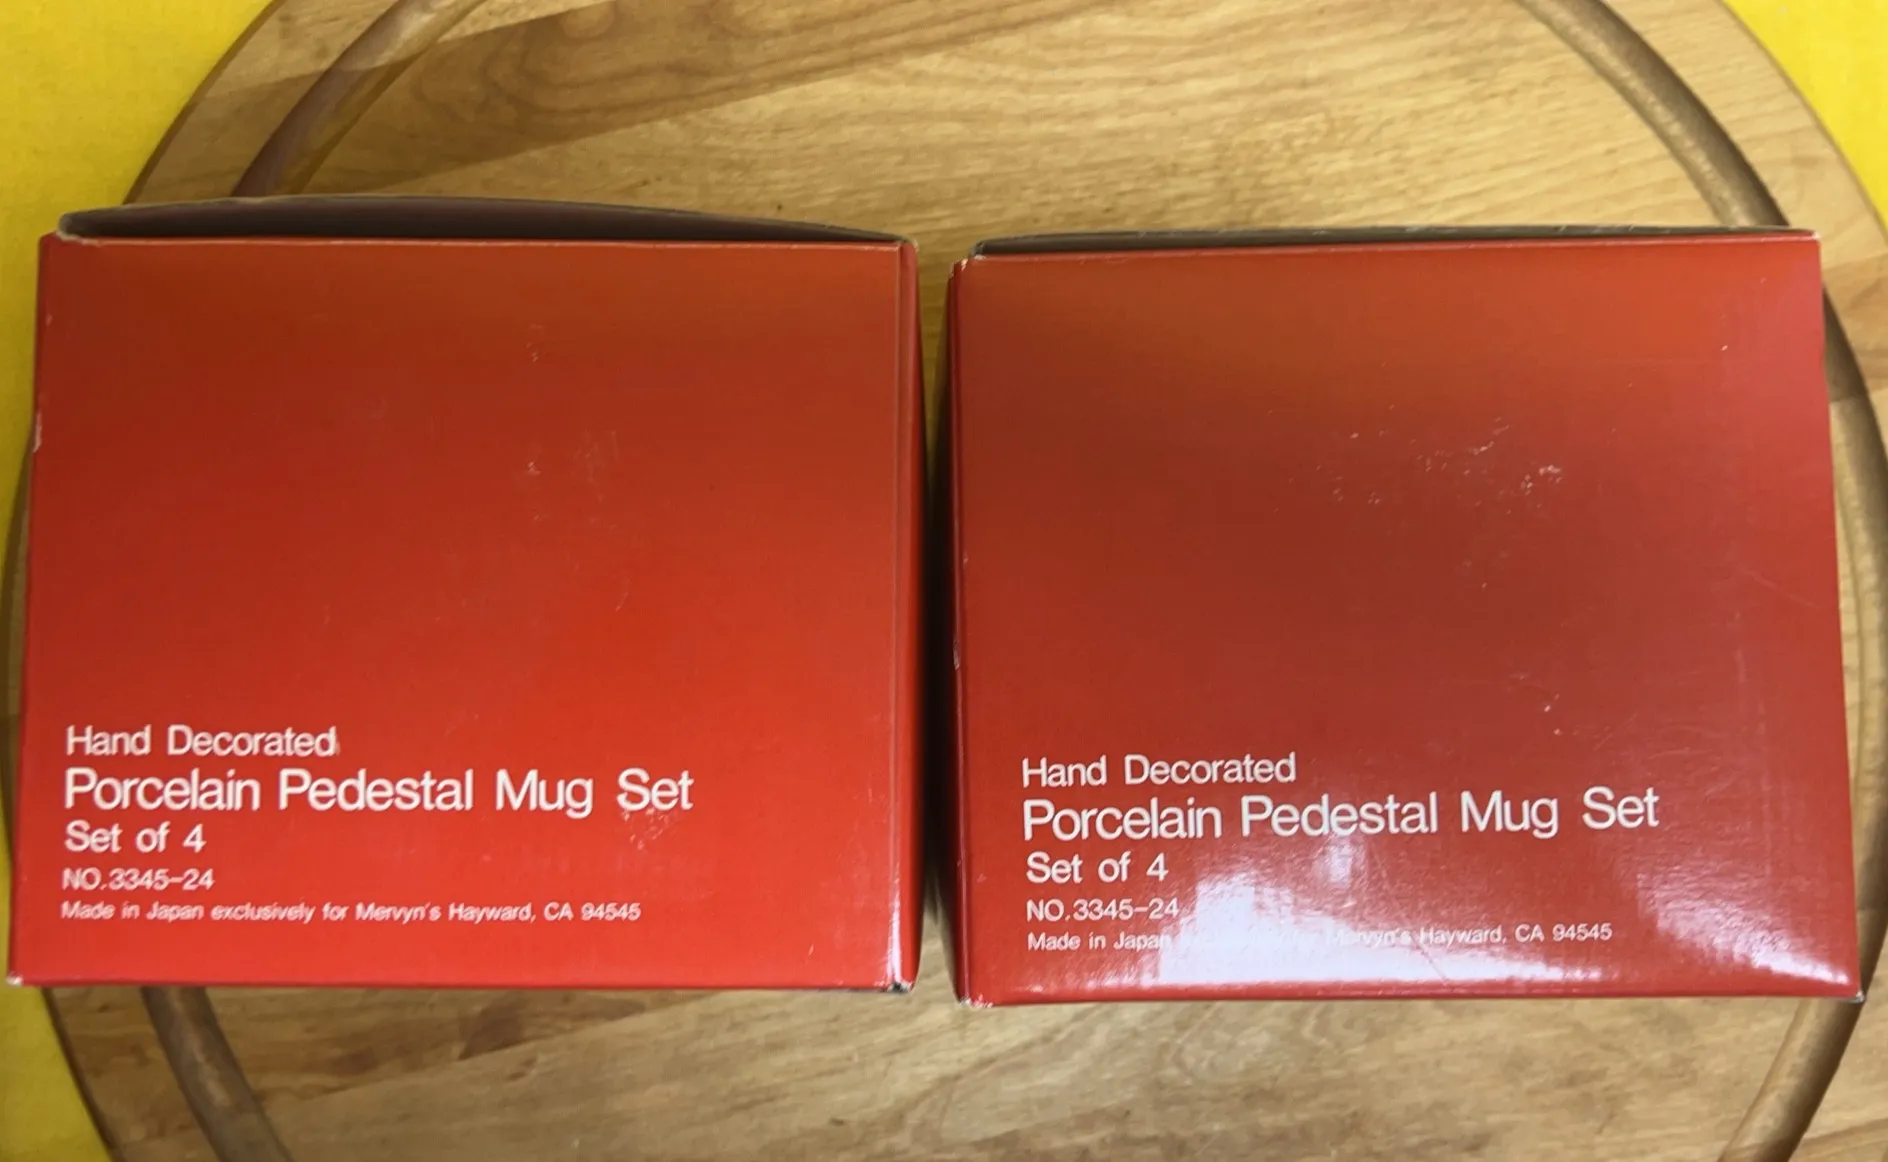 Hand Decorated
Porcelain Pedestal Mug Set
Set of 4
NO.3345-24
Made in Japan exclusively for Mervyn's Hayward, CA 94545
Hand Decorated
Porcelain Pedestal Mug Set
Set of 4
NO.3345-24
Made in Japan Mervyn's Hayward, CA 94545